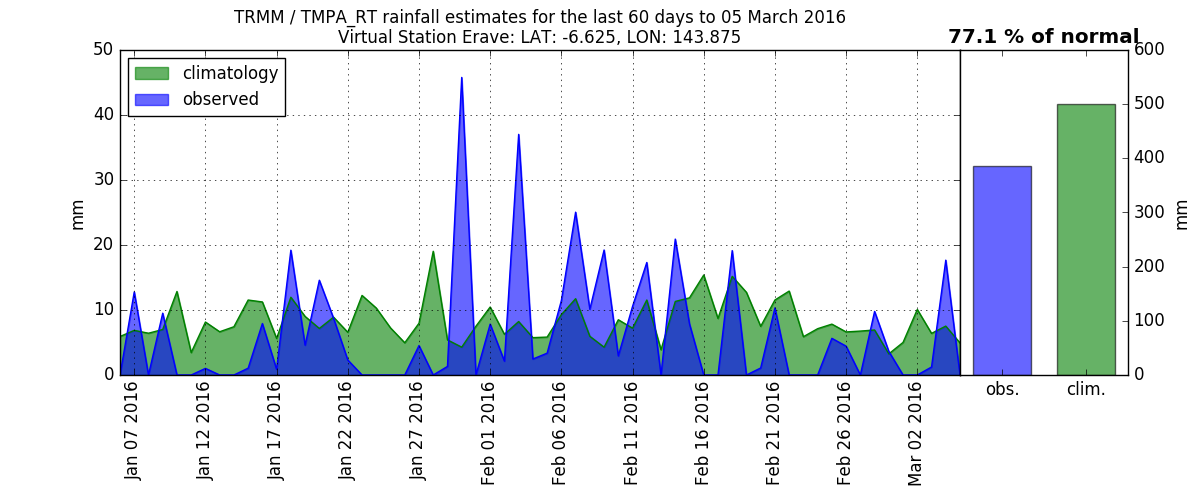 TRMM / TMPA_RT rainfall estimates for the last 60 days to 05 March 2016
Virtual Station Erave: LAT: -6.625, LON: 143.875
77.1 % of normal
climatology
observed
mm
50
40
30
20
10
0
Jan 07 2016
Jan 12 2016
Jan 17 2016
Jan 22 2016
Jan 27 2016
Feb 01 2016
Feb 06 2016
Feb 11 2016
Feb 16 2016
Feb 21 2016
Feb 26 2016
Mar 02 2016
obs.
clim.
600
500
400
300
200
100
0
mm